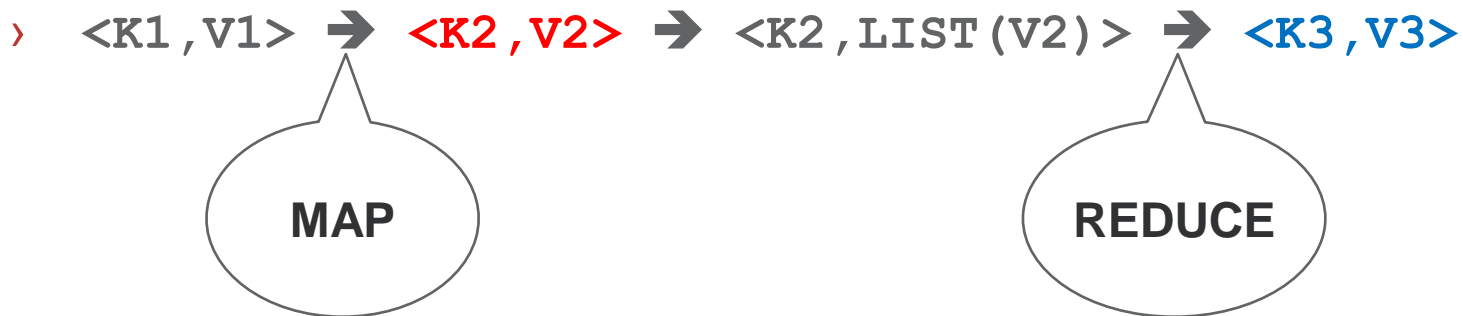 › <K1,V1> 🡺 <K2,V2> 🡺 <K2,LIST(V2)> 🡺 <K3,V3>
MAP
REDUCE